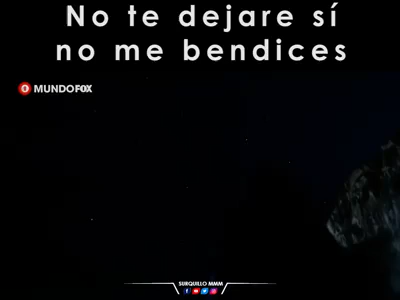 No te dejare sí
no me bendices
MUNDOFOX
SURQUILLO MMM